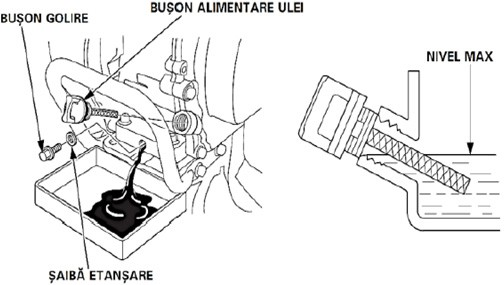 BUȘON ALIMENTARE ULEI
BUȘON GOLIRE
NIVEL MAX
ȘAIBĂ ETANȘARE